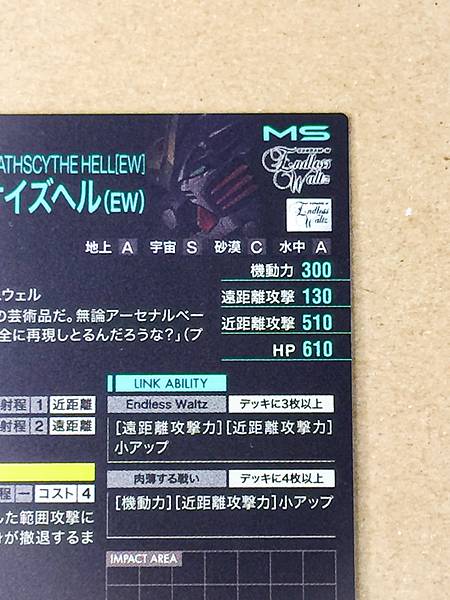 MS
ATHSCYTHE HELL[EW]
Endless Waltz
イズヘル(EW)
Endless Waltz
地上 A 宇宙 S 砂漠 C 水中 A
機動力 300
遠距離攻撃 130
近距離攻撃 510
HP 610
ウェル
の芸術品だ。無論アーセナルベー
全に再現しとるんだろうな?」(プ
LINK ABILITY
射程 1 近距離
射程 2 遠距離
Endless Waltz デッキに3枚以上
[遠距離攻撃力][近距離攻撃力]
小アップ
肉薄する戦い デッキに4枚以上
[機動力][近距離攻撃力]小アップ
程 ー コスト 4
した範囲攻撃に
が撤退するま
IMPACT AREA